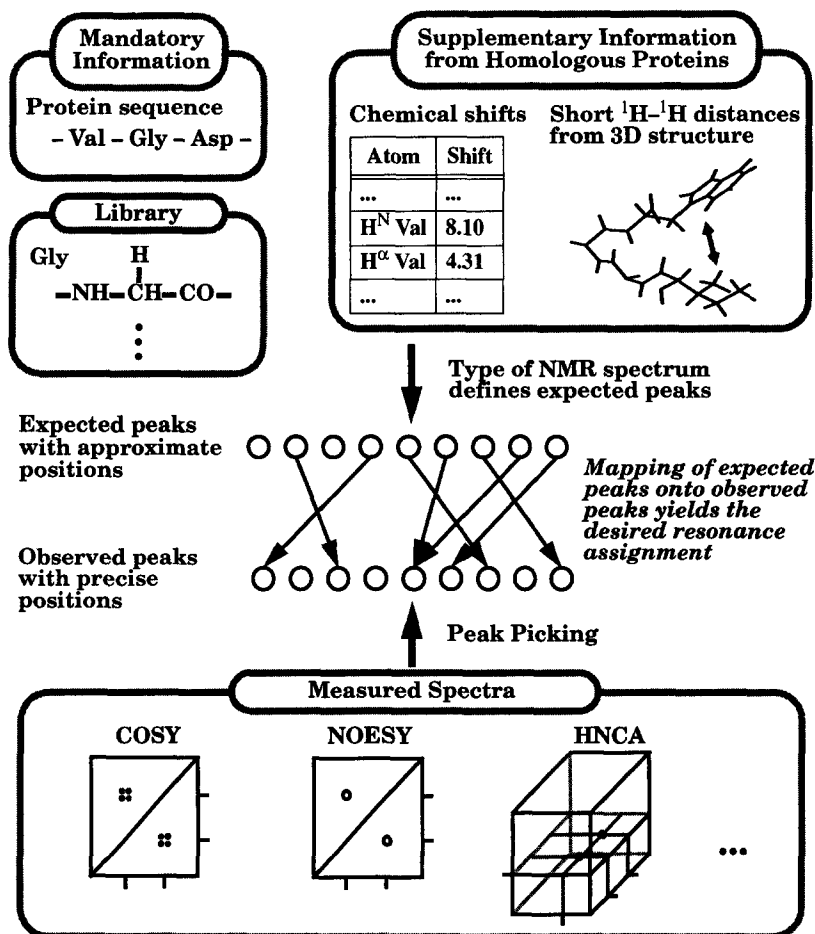 Mandatory
Information
Protein sequence
– Val – Gly – Asp –
Library
Gly
H
–NH–CH–CO–
Supplementary Information
from Homologous Proteins
Chemical shifts
Atom Shift
... ...
Hᴺ Val 8.10
Hᵅ Val 4.31
... ...
Short ¹H–¹H distances
from 3D structure
Type of NMR spectrum
defines expected peaks
Expected peaks
with approximate
positions
Mapping of expected
peaks onto observed
peaks yields the
desired resonance
assignment
Observed peaks
with precise
positions
Peak Picking
Measured Spectra
COSY
NOESY
HNCA
...